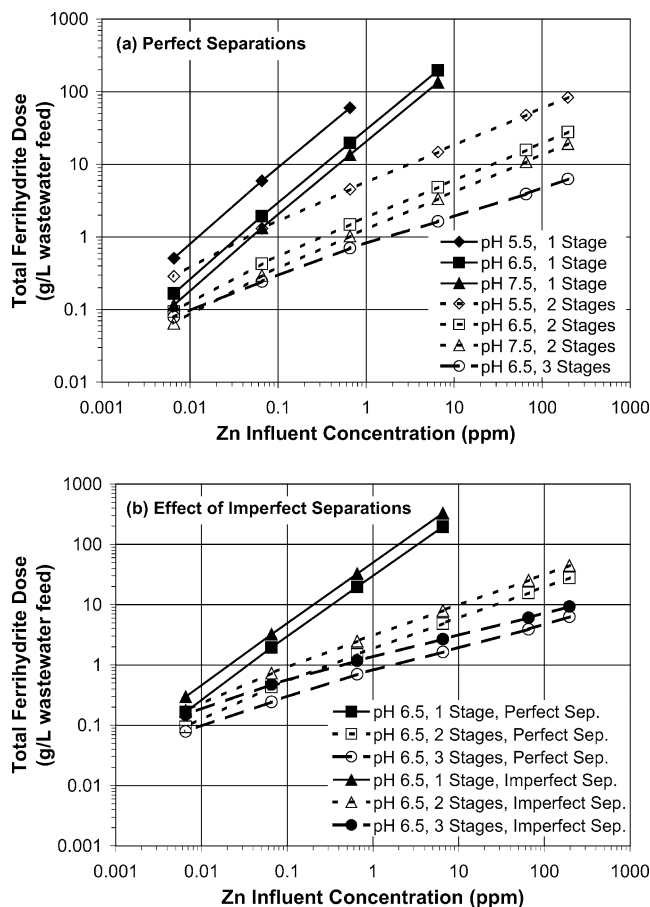 (a) Perfect Separations
1000
100
10
1
0.1
0.01
Total Ferrihydrite Dose
(g/L wastewater feed)
pH 5.5, 1 Stage
pH 6.5, 1 Stage
pH 7.5, 1 Stage
pH 5.5, 2 Stages
pH 6.5, 2 Stages
pH 7.5, 2 Stages
pH 6.5, 3 Stages
0.001 0.01 0.1 1 10 100 1000
Zn Influent Concentration (ppm)
(b) Effect of Imperfect Separations
1000
100
10
1
0.1
0.01
0.001
Total Ferrihydrite Dose
(g/L wastewater feed)
pH 6.5, 1 Stage, Perfect Sep.
pH 6.5, 2 Stages, Perfect Sep.
pH 6.5, 3 Stages, Perfect Sep.
pH 6.5, 1 Stage, Imperfect Sep.
pH 6.5, 2 Stages, Imperfect Sep.
pH 6.5, 3 Stages, Imperfect Sep.
0.001 0.01 0.1 1 10 100 1000
Zn Influent Concentration (ppm)